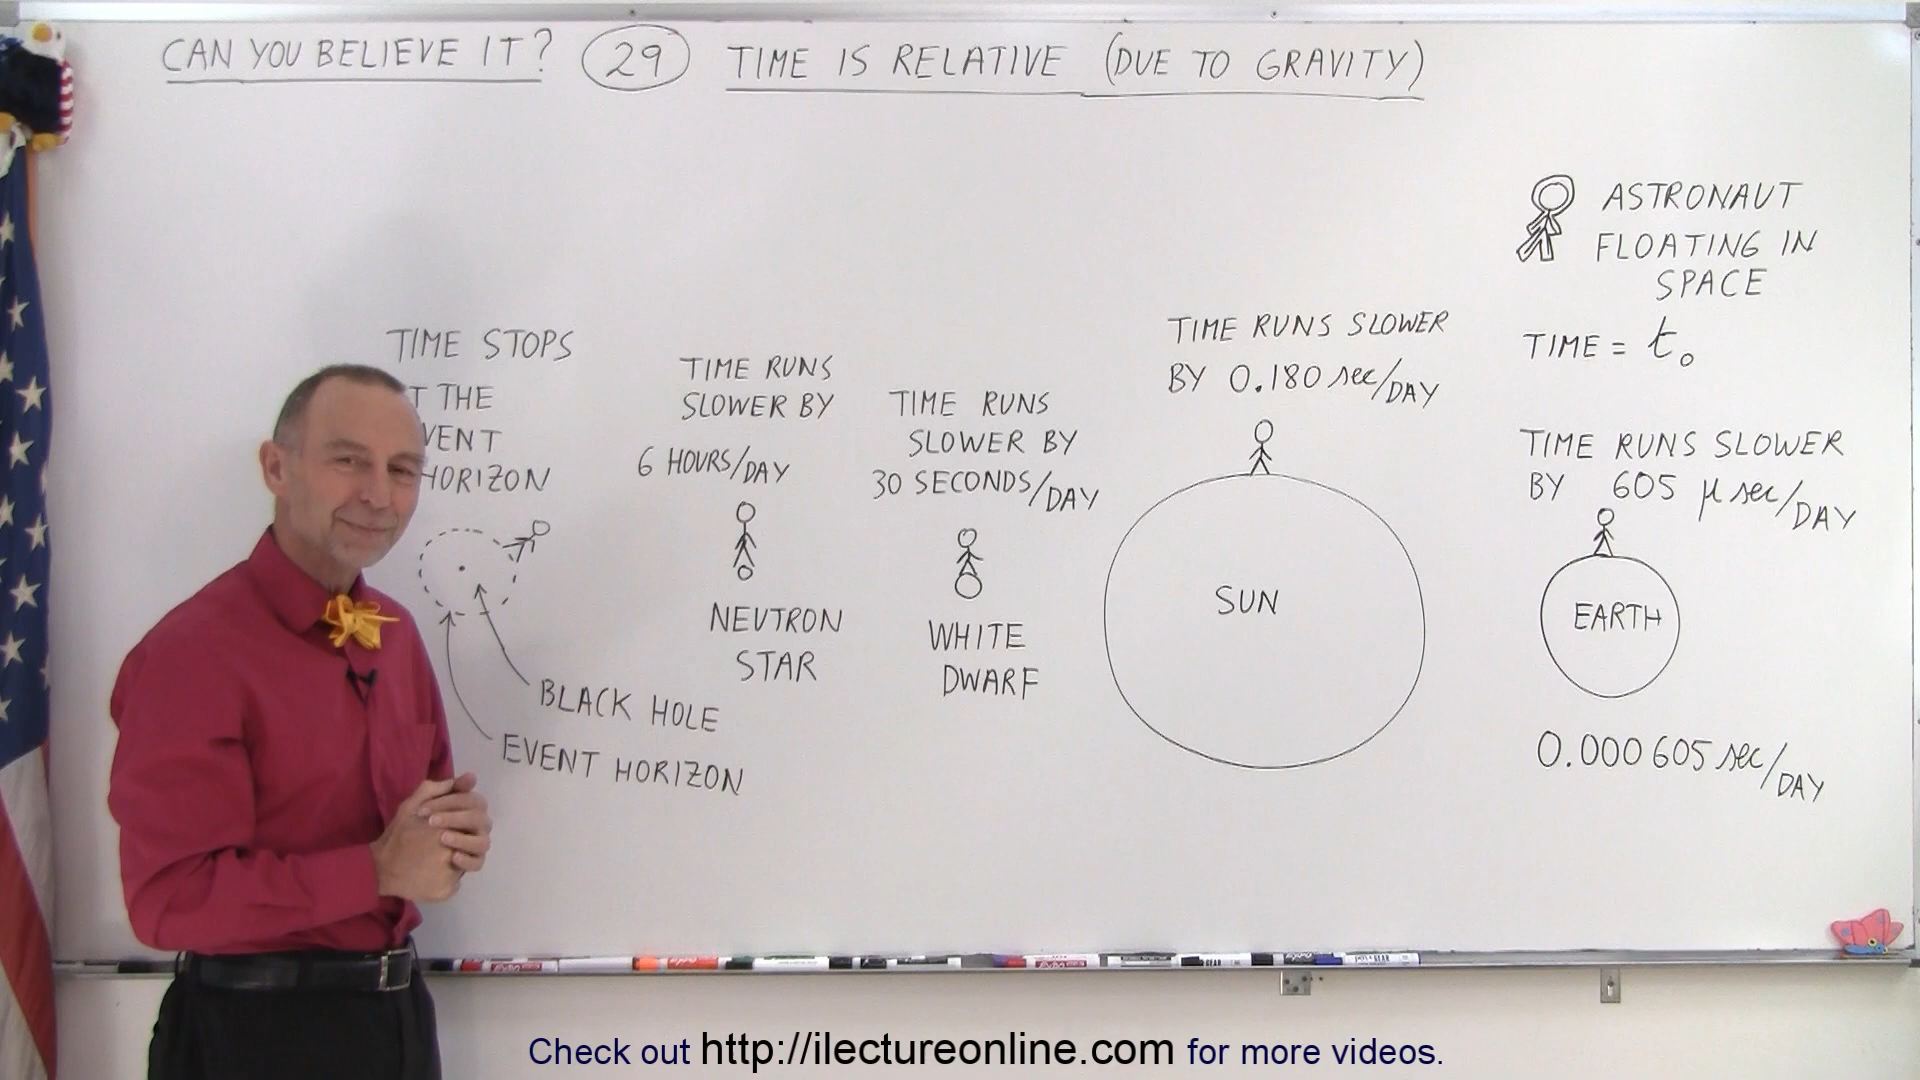 CAN YOU BELIEVE IT? 29 TIME IS RELATIVE (DUE TO GRAVITY)
ASTRONAUT
FLOATING IN
SPACE
TIME = t₀
TIME STOPS
T THE
VENT
HORIZON
BLACK HOLE
EVENT HORIZON
TIME RUNS
SLOWER BY
6 HOURS/DAY
NEUTRON
STAR
TIME RUNS
SLOWER BY
30 SECONDS/DAY
WHITE
DWARF
TIME RUNS SLOWER
BY 0.180 sec/DAY
SUN
TIME RUNS SLOWER
BY 605 μsec/DAY
EARTH
0.000605 sec/DAY
Check out http://ilectureonline.com for more videos.